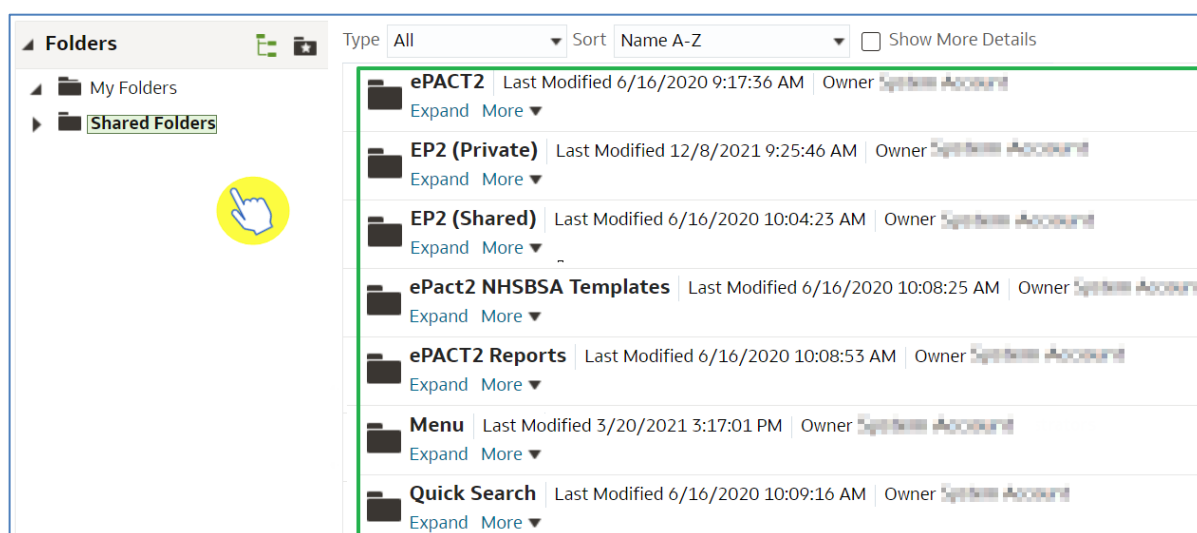 Folders
My Folders
Shared Folders
Type All Sort Name A-Z Show More Details
ePACT2 Last Modified 6/16/2020 9:17:36 AM Owner
Expand More
EP2 (Private) Last Modified 12/8/2021 9:25:46 AM Owner
Expand More
EP2 (Shared) Last Modified 6/16/2020 10:04:23 AM Owner
Expand More
ePact2 NHSBSA Templates Last Modified 6/16/2020 10:08:25 AM Owner
Expand More
ePACT2 Reports Last Modified 6/16/2020 10:08:53 AM Owner
Expand More
Menu Last Modified 3/20/2021 3:17:01 PM Owner
Expand More
Quick Search Last Modified 6/16/2020 10:09:16 AM Owner
Expand More